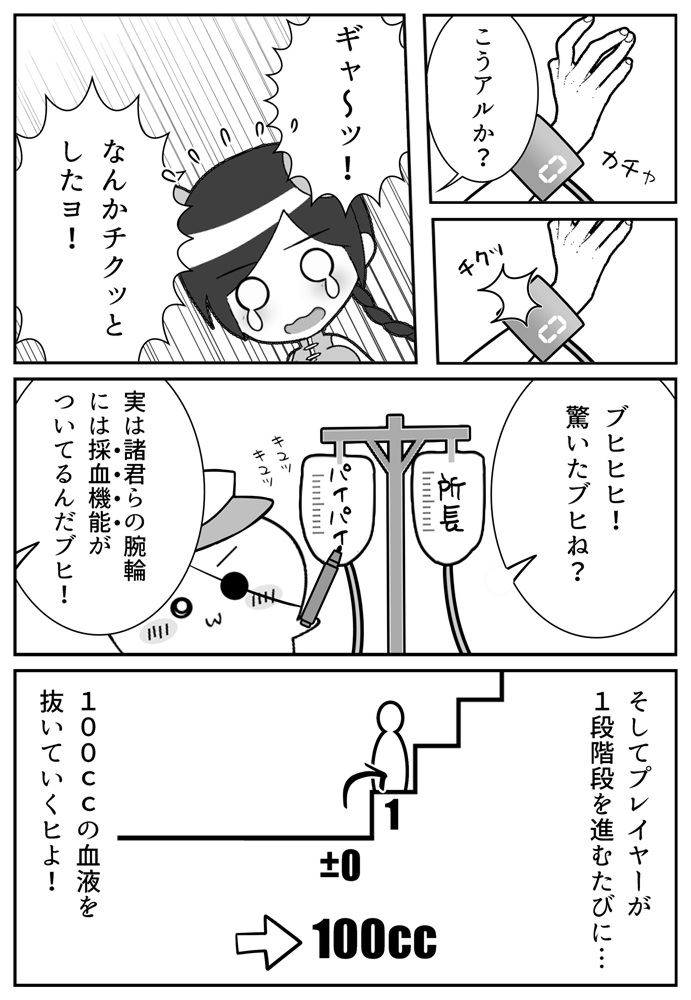 こうアルか?
カチャ
0
チクッ
0
ギャ〜ッ!
なんかチクッと
したヨ!
ブヒヒヒ!
驚いたブヒね?
所長
パイパイ
キュッ
キュッ
実は諸君らの腕輪
には採血機能が
ついてるんだブヒ!
そしてプレイヤーが
1段階段を進むたびに…
1
±0
100cc
100ccの血液を
抜いていくヒよ!